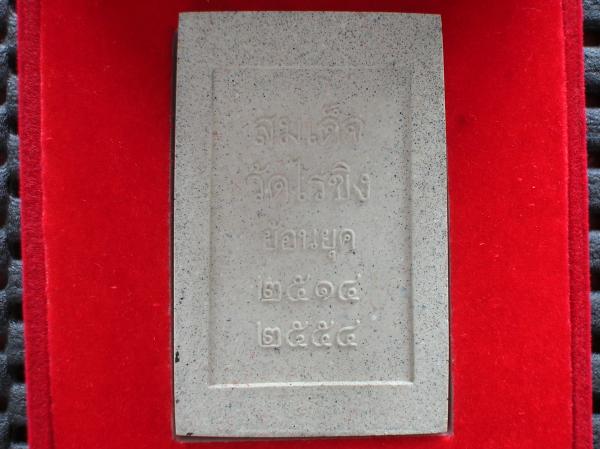 สมเด็จ
วัดไร่ขิง
ย้อนยุค
๒๕๑๔
๒๕๕๔